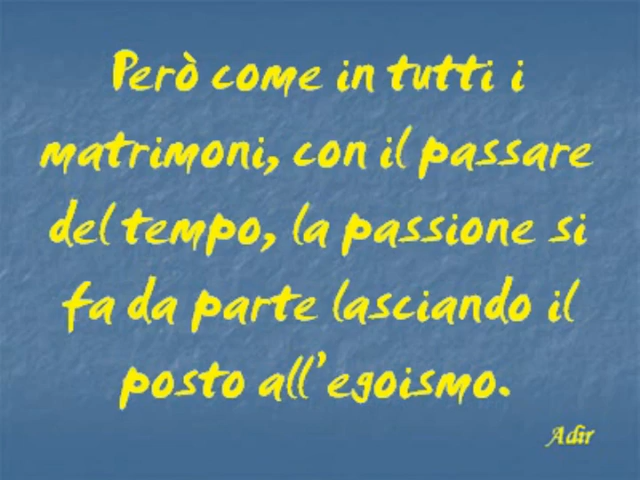 Però come in tutti i
matrimoni, con il passare
del tempo, la passione si
fa da parte lasciando il
posto all'egoismo.
Adir